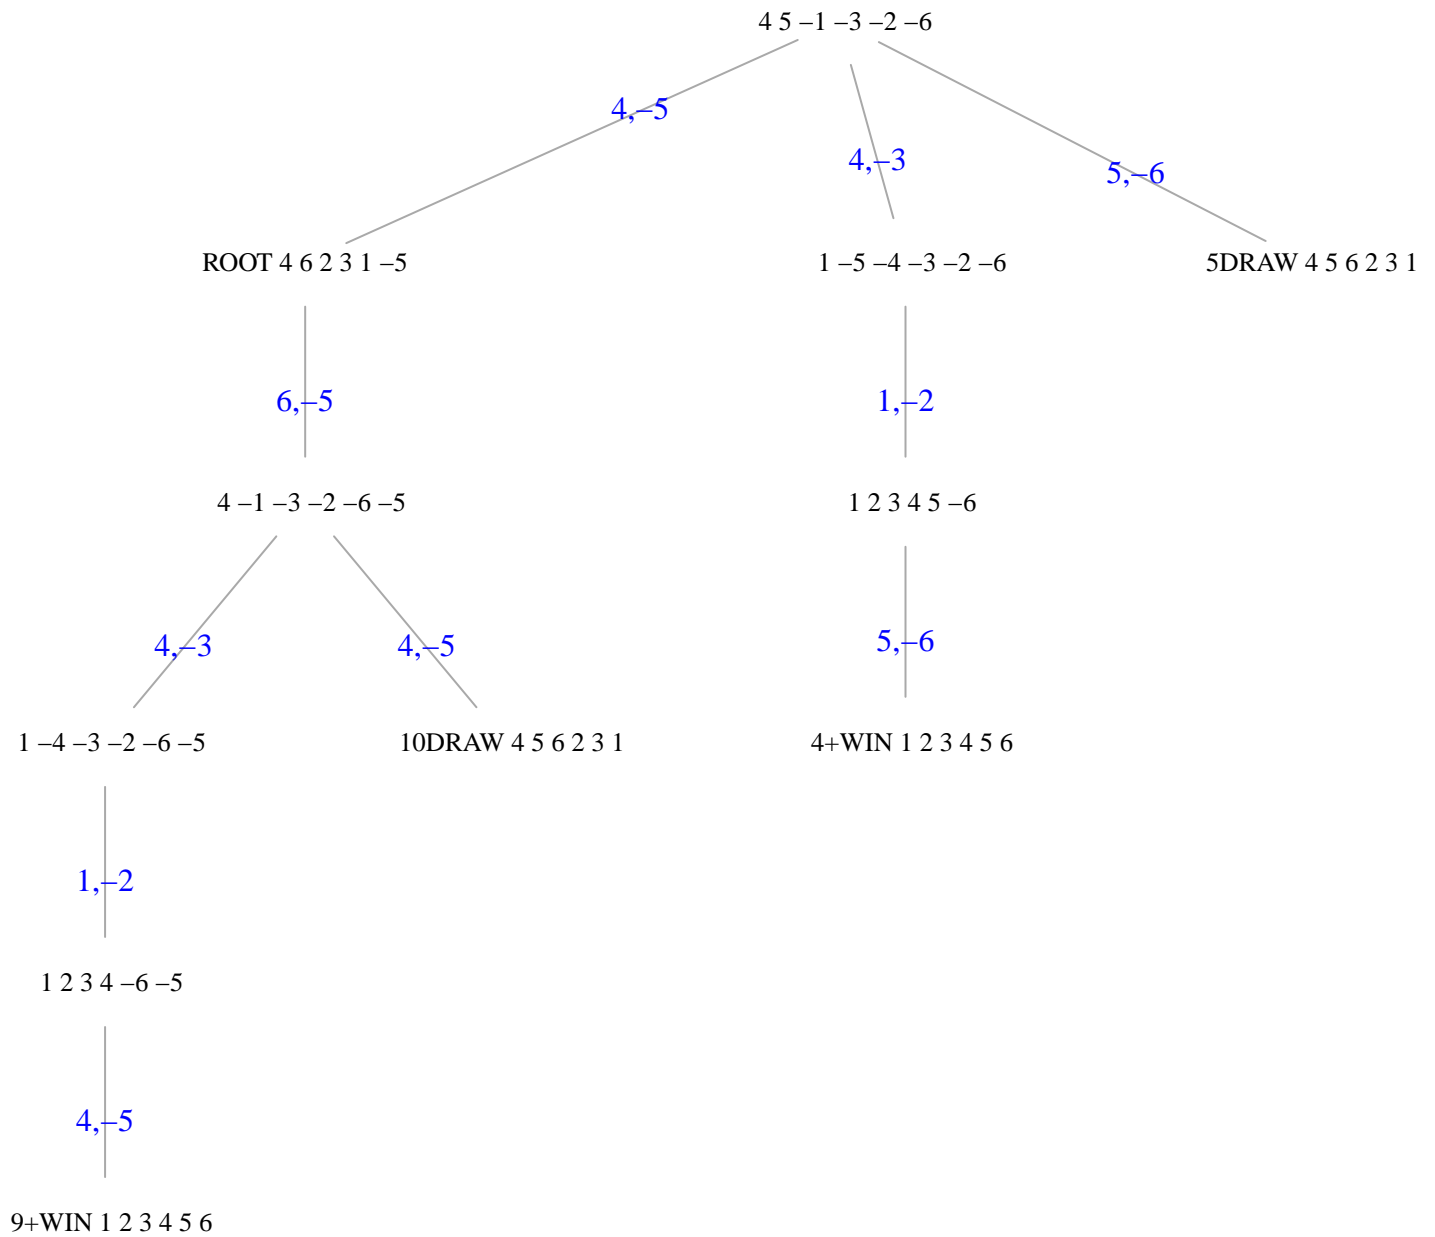 4 5 –1 –3 –2 –6
4,–5
4,–3
5,–6
ROOT 4 6 2 3 1 –5
1 –5 –4 –3 –2 –6
5DRAW 4 5 6 2 3 1
6,–5
1,–2
4 –1 –3 –2 –6 –5
1 2 3 4 5 –6
4,–3
4,–5
5,–6
1 –4 –3 –2 –6 –5
10DRAW 4 5 6 2 3 1
4+WIN 1 2 3 4 5 6
1,–2
1 2 3 4 –6 –5
4,–5
9+WIN 1 2 3 4 5 6